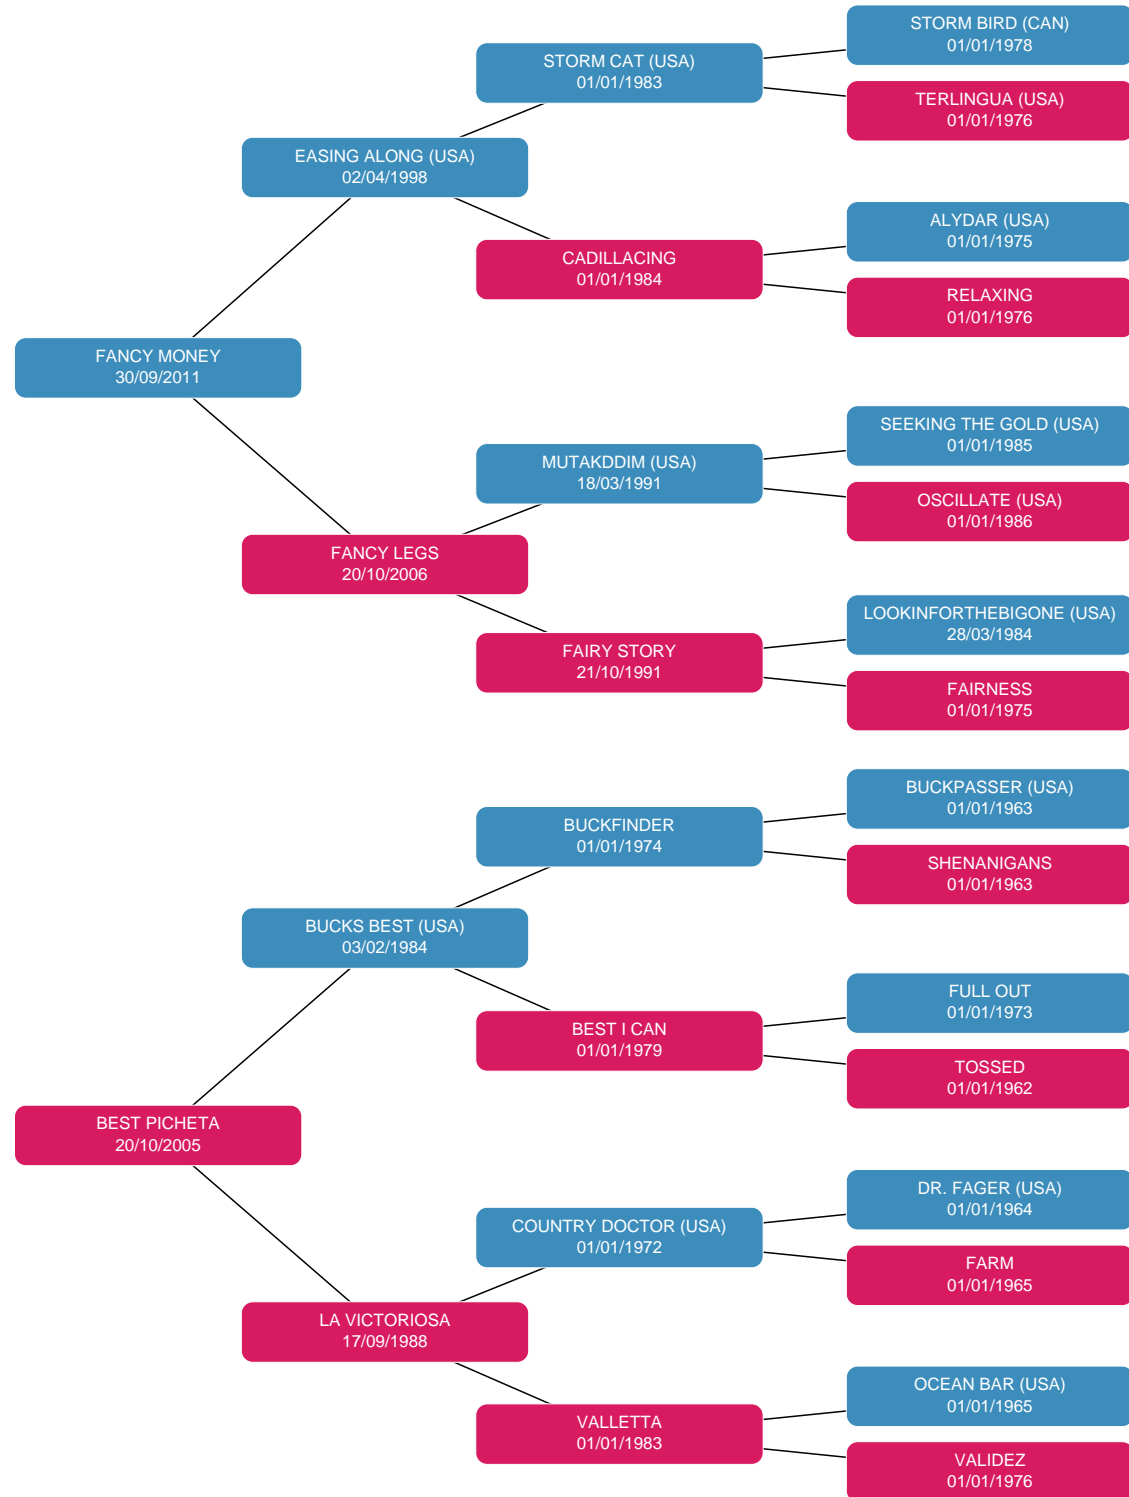 STORM BIRD (CAN)
01/01/1978
STORM CAT (USA)
01/01/1983
TERLINGUA (USA)
01/01/1976
EASING ALONG (USA)
02/04/1998
ALYDAR (USA)
01/01/1975
CADILLACING
01/01/1984
RELAXING
01/01/1976
FANCY MONEY
30/09/2011
SEEKING THE GOLD (USA)
01/01/1985
MUTAKDDIM (USA)
18/03/1991
OSCILLATE (USA)
01/01/1986
FANCY LEGS
20/10/2006
LOOKINFORTHEBIGONE (USA)
28/03/1984
FAIRY STORY
21/10/1991
FAIRNESS
01/01/1975
BUCKPASSER (USA)
01/01/1963
BUCKFINDER
01/01/1974
SHENANIGANS
01/01/1963
BUCKS BEST (USA)
03/02/1984
FULL OUT
01/01/1973
BEST I CAN
01/01/1979
TOSSED
01/01/1962
BEST PICHETA
20/10/2005
DR. FAGER (USA)
01/01/1964
COUNTRY DOCTOR (USA)
01/01/1972
FARM
01/01/1965
LA VICTORIOSA
17/09/1988
OCEAN BAR (USA)
01/01/1965
VALLETTA
01/01/1983
VALIDEZ
01/01/1976